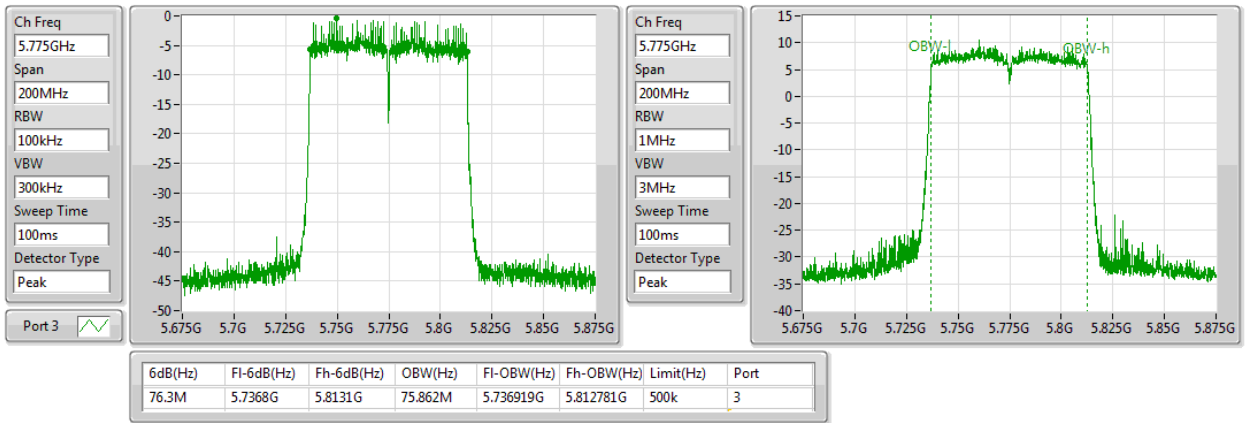 Ch Freq
5.775GHz
Span
200MHz
RBW
100kHz
VBW
300kHz
Sweep Time
100ms
Detector Type
Peak
Port 3
0
-5
-10
-15
-20
-25
-30
-35
-40
-45
-50
5.675G 5.7G 5.725G 5.75G 5.775G 5.8G 5.825G 5.85G 5.875G
Ch Freq
5.775GHz
Span
200MHz
RBW
1MHz
VBW
3MHz
Sweep Time
100ms
Detector Type
Peak
15
10
5
0
-5
-10
-15
-20
-25
-30
-35
-40
OBW-l OBW-h
5.675G 5.7G 5.725G 5.75G 5.775G 5.8G 5.825G 5.85G 5.875G
6dB(Hz) Fl-6dB(Hz) Fh-6dB(Hz) OBW(Hz) Fl-OBW(Hz) Fh-OBW(Hz) Limit(Hz) Port
76.3M 5.7368G 5.8131G 75.862M 5.736919G 5.812781G 500k 3